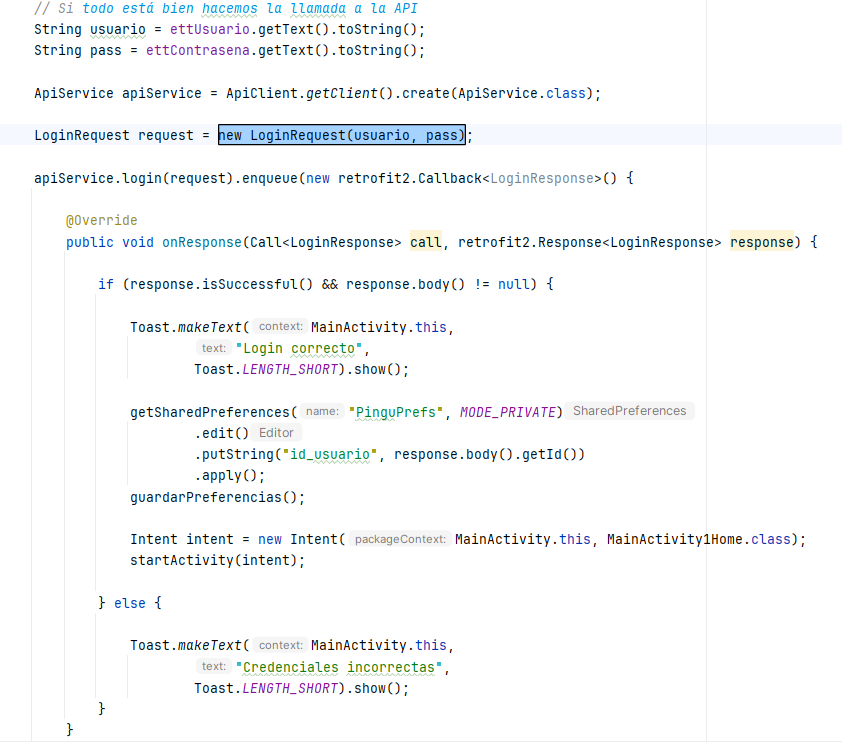 // Si todo está bien hacemos la llamada a la API
String usuario = ettUsuario.getText().toString();
String pass = ettContrasena.getText().toString();
ApiService apiService = ApiClient.getClient().create(ApiService.class);
LoginRequest request = new LoginRequest(usuario, pass);
apiService.login(request).enqueue(new retrofit2.Callback<LoginResponse>() {
@Override
public void onResponse(Call<LoginResponse> call, retrofit2.Response<LoginResponse> response) {
if (response.isSuccessful() && response.body() != null) {
Toast.makeText( context: MainActivity.this,
text: "Login correcto",
Toast.LENGTH_SHORT).show();
getSharedPreferences( name: "PinguPrefs", MODE_PRIVATE) SharedPreferences
.edit() Editor
.putString("id_usuario", response.body().getId())
.apply();
guardarPreferencias();
Intent intent = new Intent( packageContext: MainActivity.this, MainActivity1Home.class);
startActivity(intent);
} else {
Toast.makeText( context: MainActivity.this,
text: "Credenciales incorrectas",
Toast.LENGTH_SHORT).show();
}
}